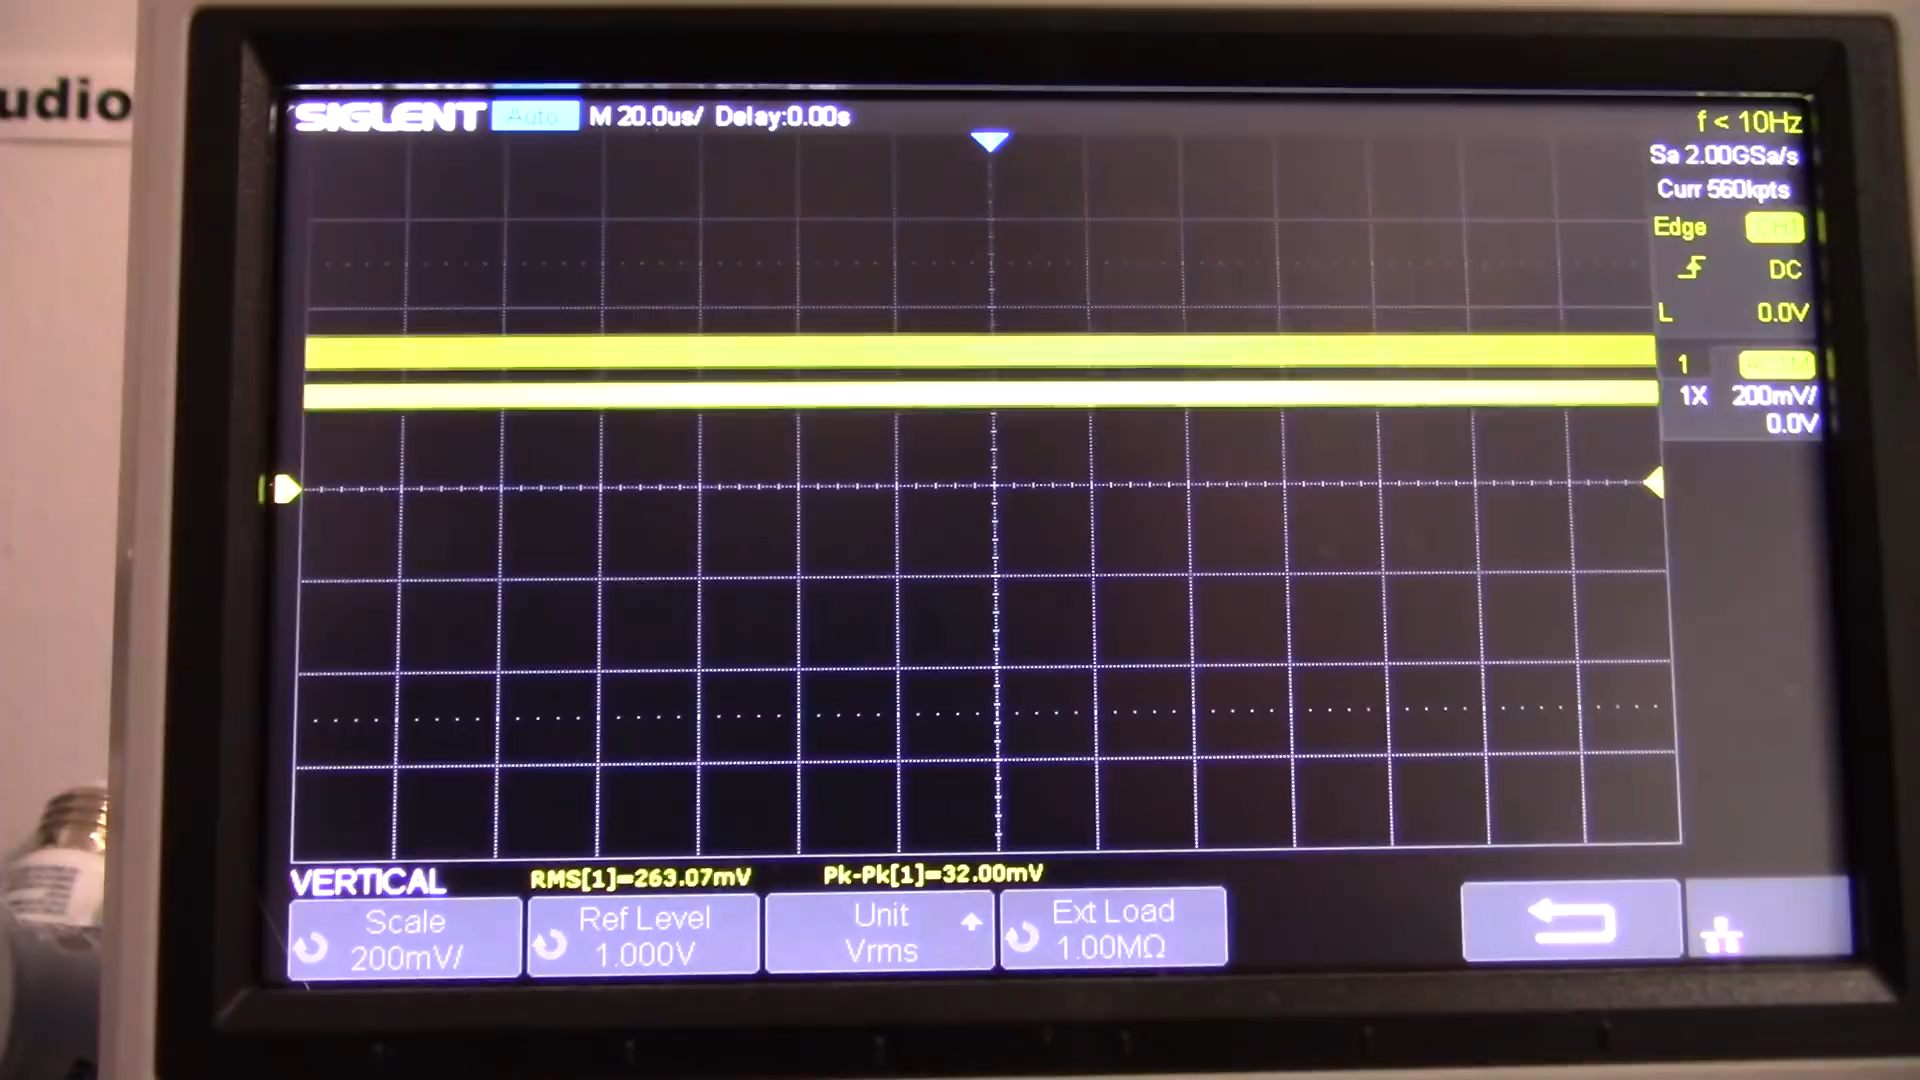 udio
SIGLENT Auto M 20.0us/ Delay:0.00s
f < 10Hz
Sa 2.00GSa/s
Curr 560kpts
Edge CH1
DC
L 0.0V
1
1X 200mV/
0.0V
VERTICAL RMS[1]=263.07mV Pk-Pk[1]=32.00mV
Scale
200mV/
Ref Level
1.000V
Unit
Vrms
Ext Load
1.00MΩ